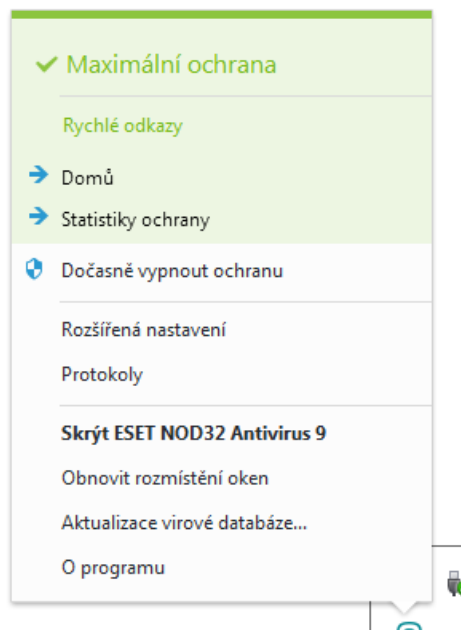 Maximální ochrana
Rychlé odkazy
Domů
Statistiky ochrany
Dočasně vypnout ochranu
Rozšířená nastavení
Protokoly
Skrýt ESET NOD32 Antivirus 9
Obnovit rozmístění oken
Aktualizace virové databáze...
O programu